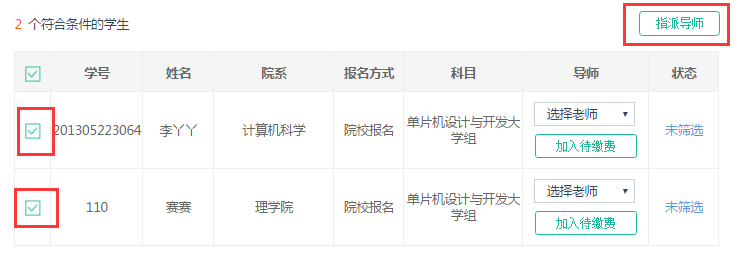 2 个符合条件的学生
指派导师
学号 姓名 院系 报名方式 科目 导师 状态
201305223064 李丫丫 计算机科学 院校报名 单片机设计与开发大
学组
选择老师
加入待缴费
未筛选
110 赛赛 理学院 院校报名 单片机设计与开发大
学组
选择老师
加入待缴费
未筛选